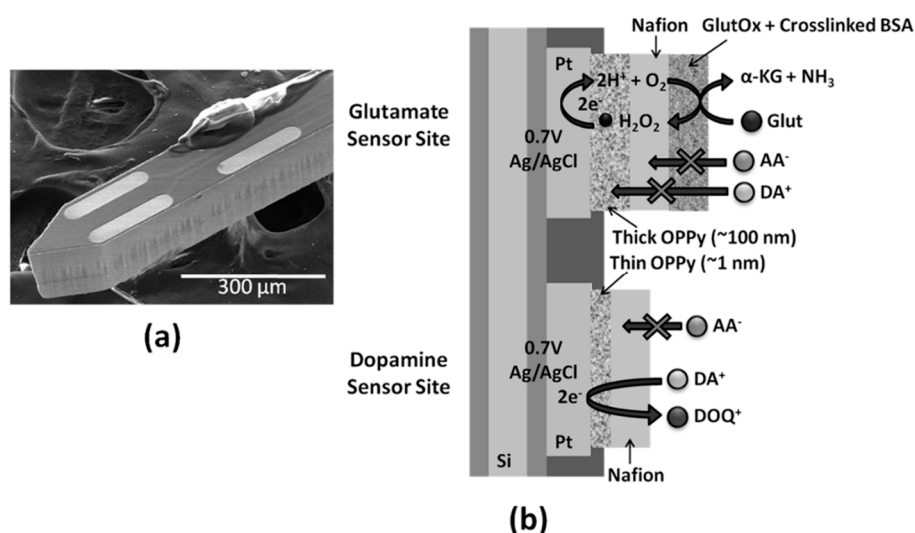 300 μm
(a)
Glutamate
Sensor Site
Dopamine
Sensor Site
Nafion
GlutOx + Crosslinked BSA
Pt
2H⁺ + O₂
α-KG + NH₃
2e⁻
H₂O₂
Glut
0.7V
Ag/AgCl
AA⁻
DA⁺
Thick OPPy (~100 nm)
Thin OPPy (~1 nm)
AA⁻
0.7V
Ag/AgCl
DA⁺
2e⁻
DOQ⁺
Pt
Si
Nafion
(b)